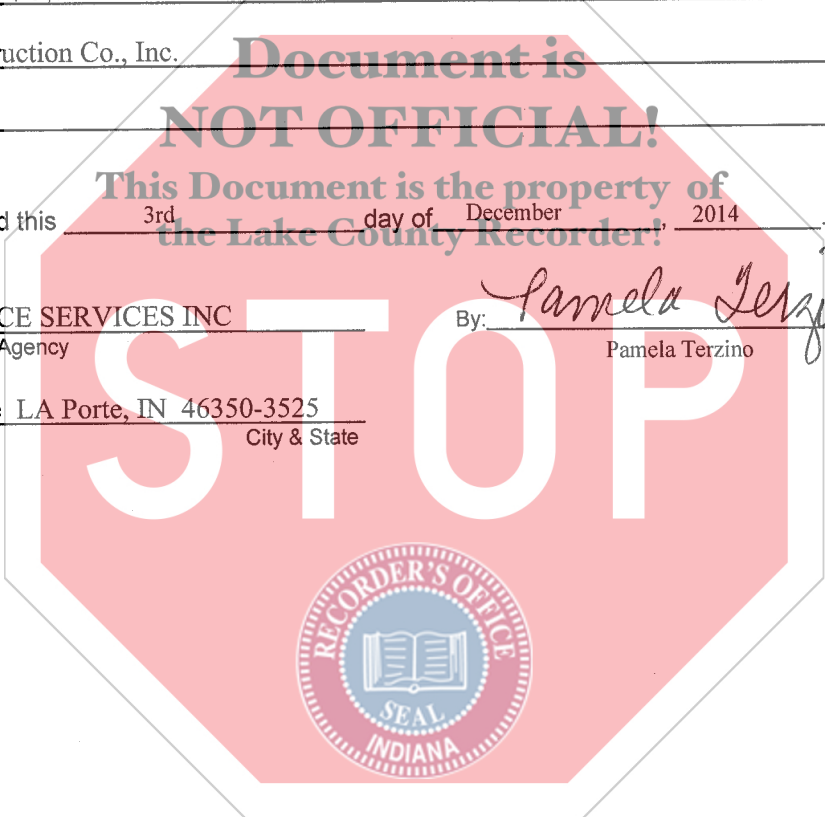 uction Co., Inc.
Document is
NOT OFFICIAL!
This Document is the property of
the Lake County Recorder!
d this 3rd day of December, 2014
CE SERVICES INC
Agency
By: Pamela
Pamela Terzino
LA Porte, IN 46350-3525
City & State
STOP
RECORDER'S OFFICE
SEAL
INDIANA